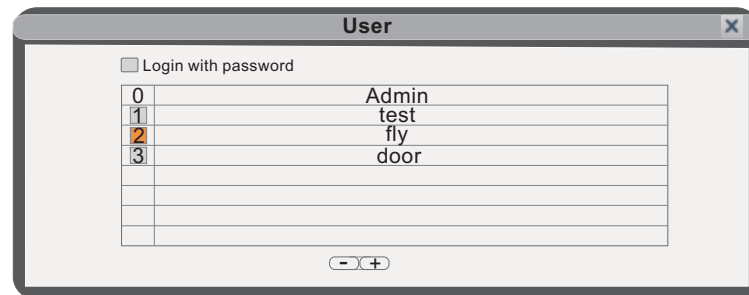 User
Login with password
0 Admin
1 test
2 fly
3 door
- +